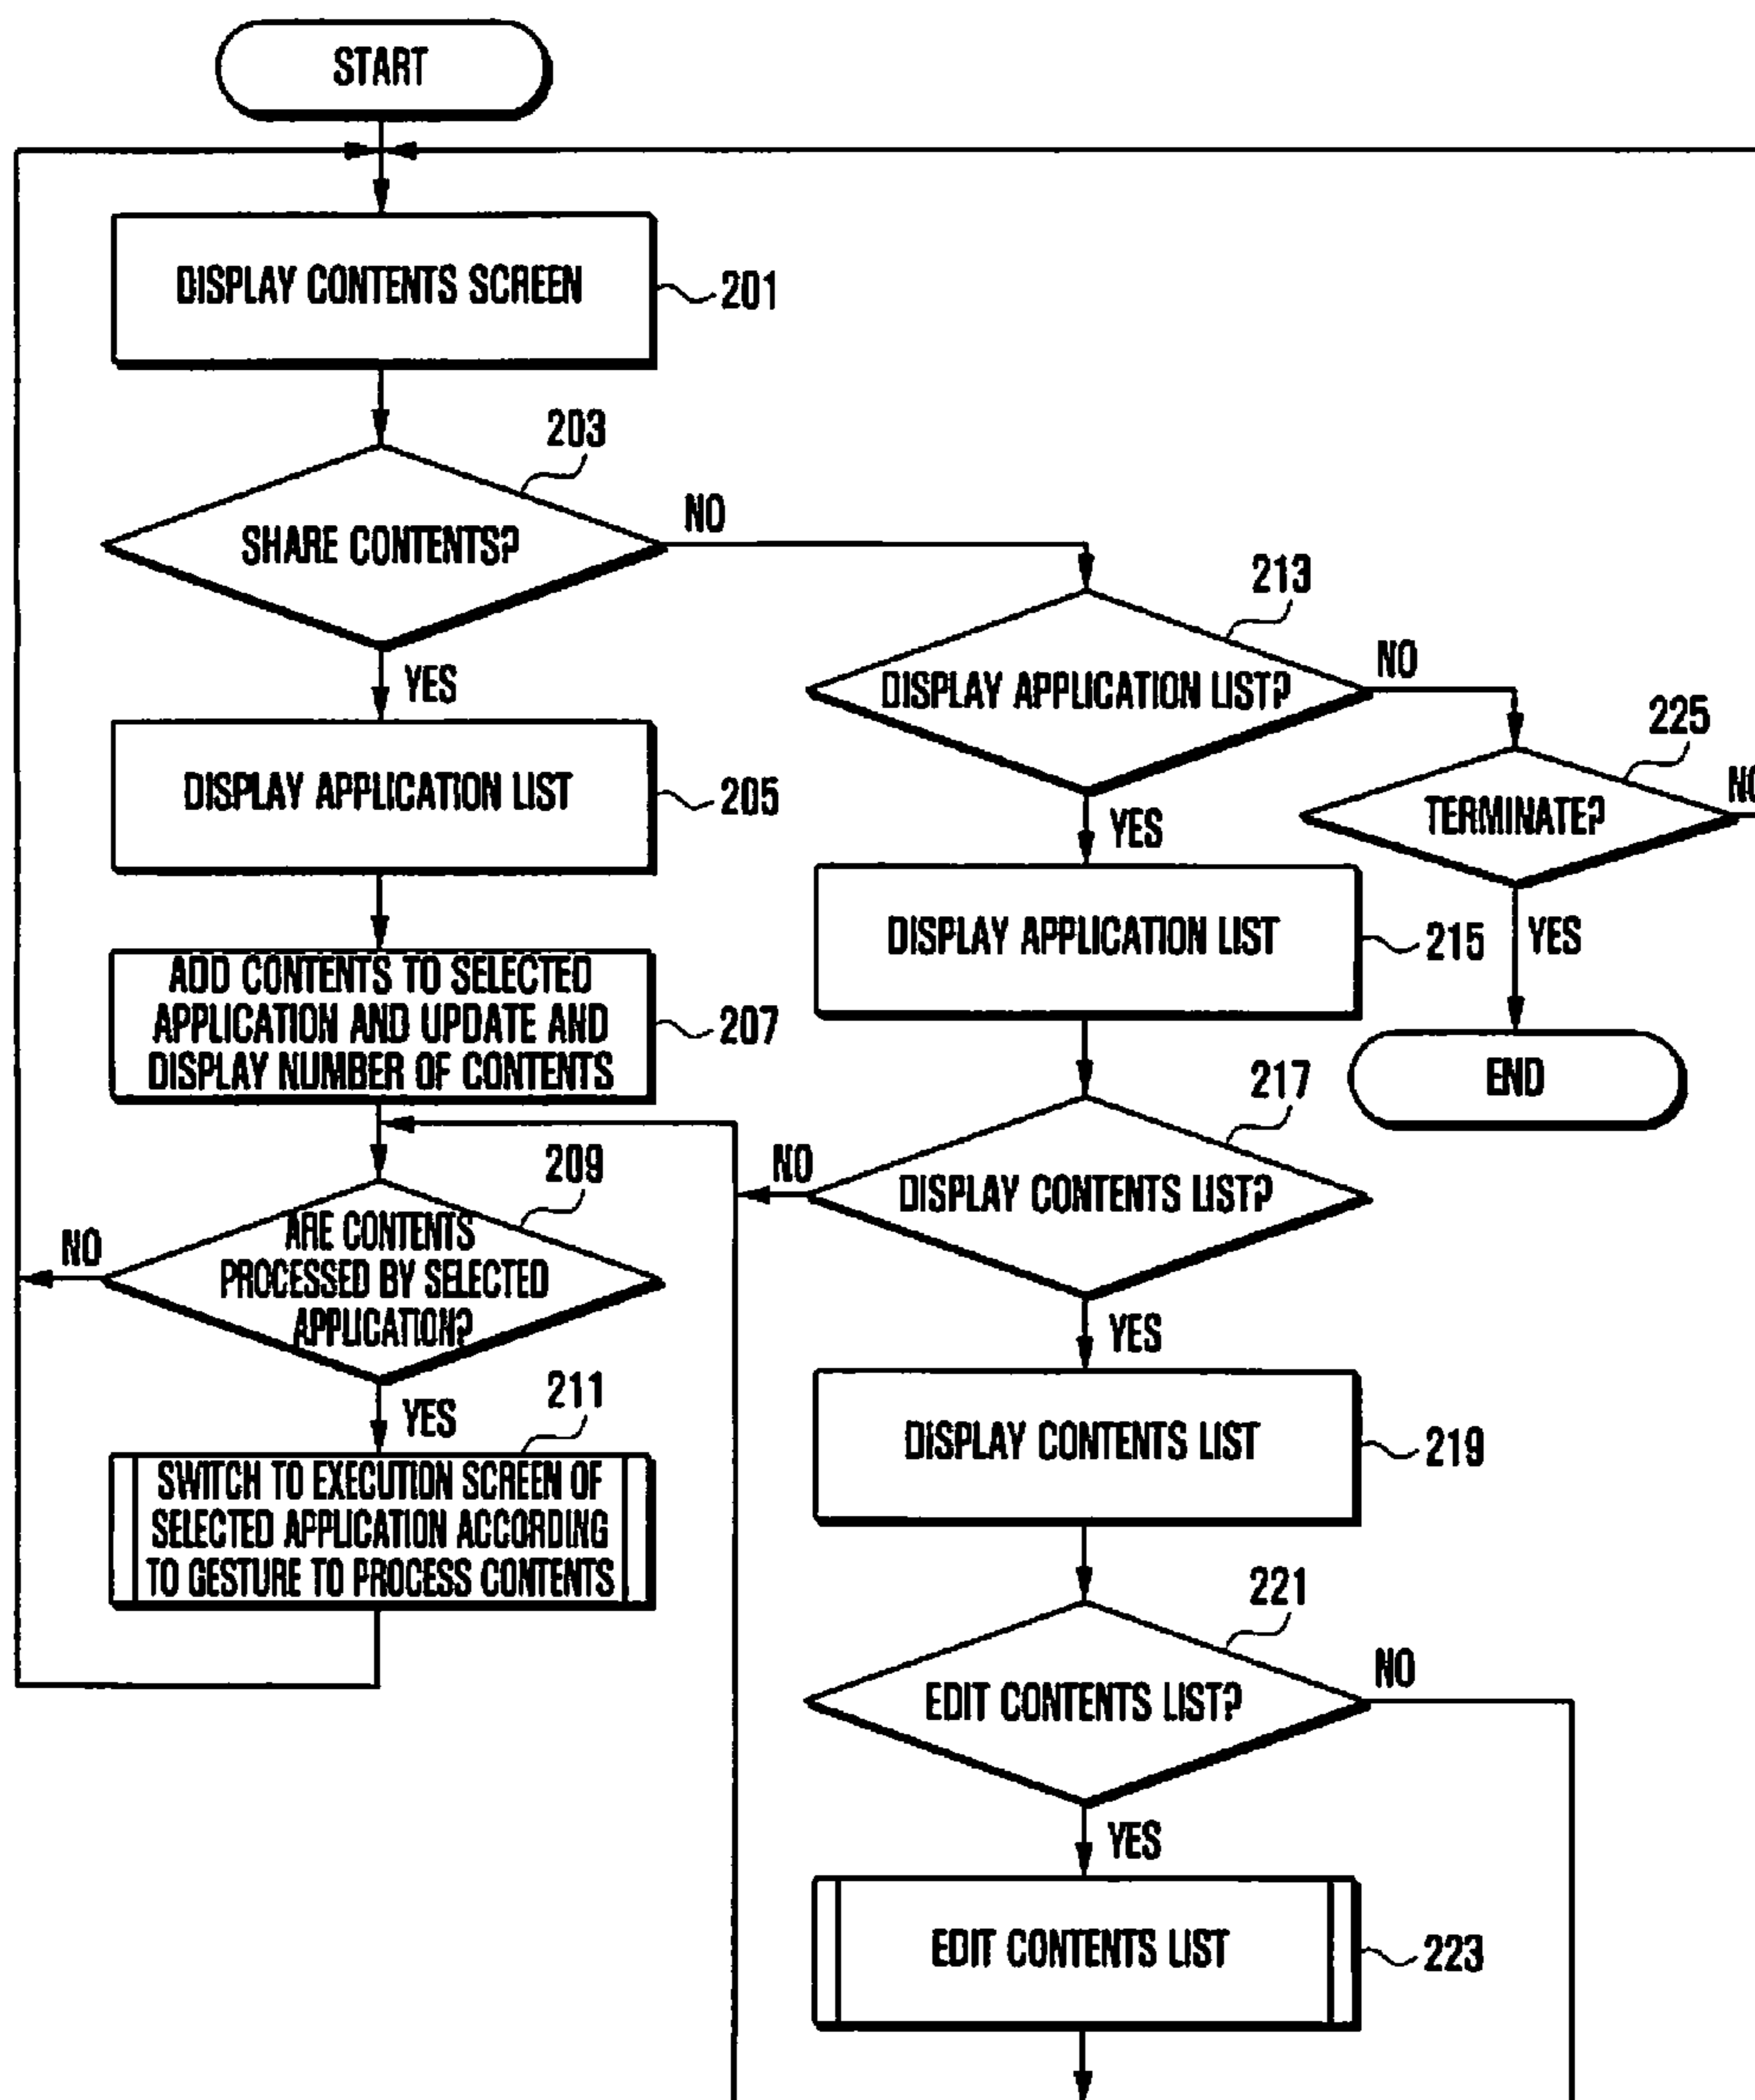 START
DISPLAY CONTENTS SCREEN
201
203
SHARE CONTENTS?
NO
YES
DISPLAY APPLICATION LIST
205
ADD CONTENTS TO SELECTED
APPLICATION AND UPDATE AND
DISPLAY NUMBER OF CONTENTS
207
209
ARE CONTENTS
PROCESSED BY SELECTED
APPLICATION?
NO
YES
211
SWITCH TO EXECUTION SCREEN OF
SELECTED APPLICATION ACCORDING
TO GESTURE TO PROCESS CONTENTS
213
DISPLAY APPLICATION LIST?
NO
YES
225
TERMINATE?
NO
YES
END
DISPLAY APPLICATION LIST
215
217
DISPLAY CONTENTS LIST?
NO
YES
DISPLAY CONTENTS LIST
219
221
EDIT CONTENTS LIST?
NO
YES
EDIT CONTENTS LIST
223